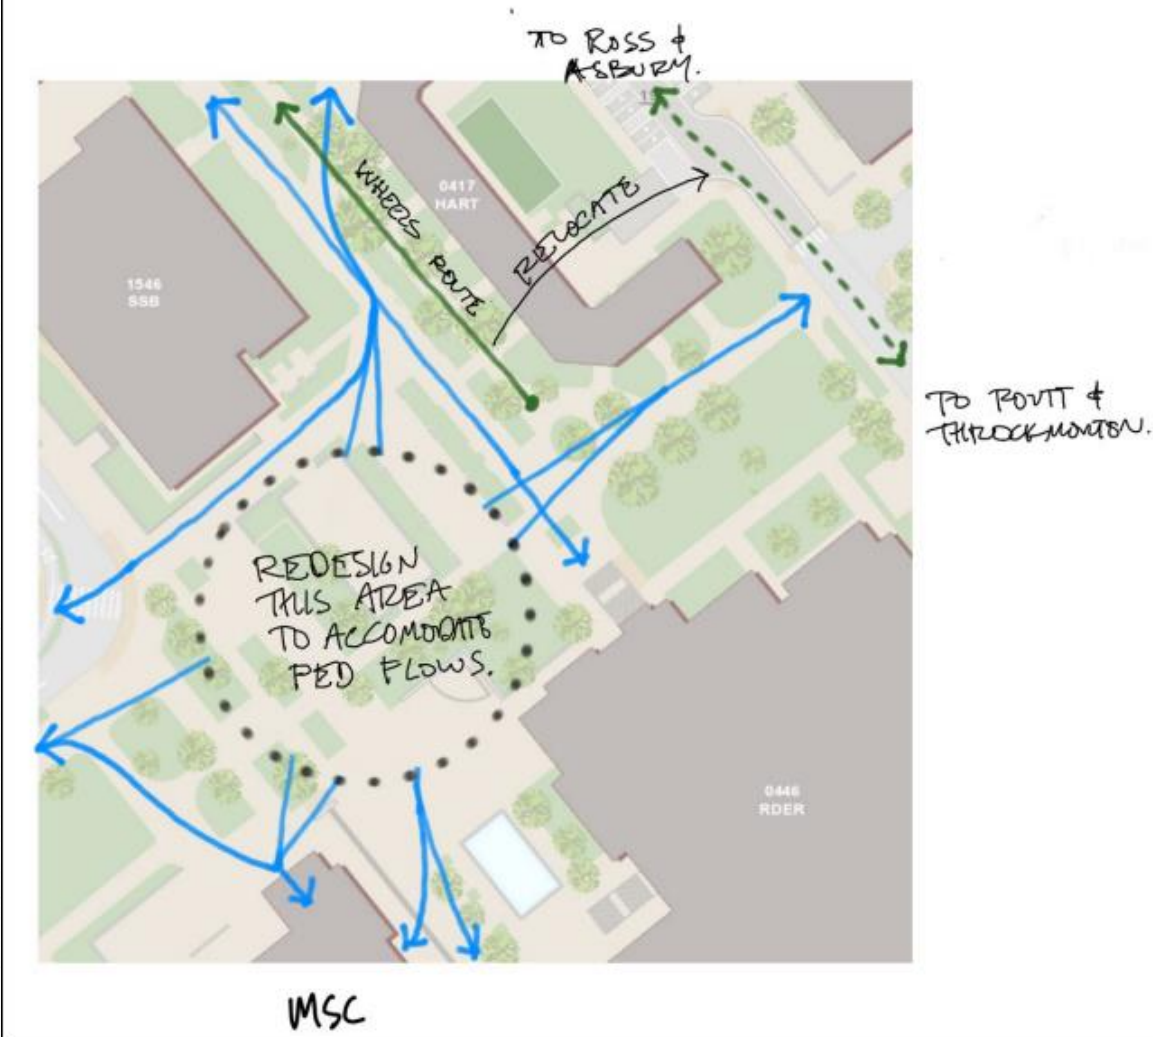 TO ROSS &
ASBURY.
WHEELS ROUTE
0417
HART
RELOCATE
1546
SSB
TO ROUTT &
THROCKMORTON.
REDESIGN
THIS AREA
TO ACCOMODATE
PED FLOWS.
0446
RDER
MSC